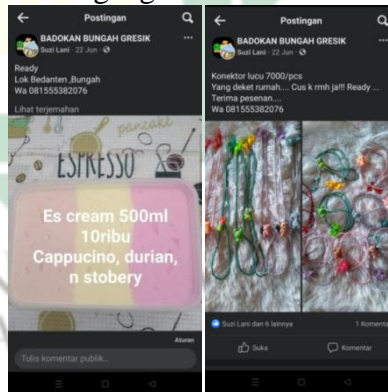 Postingan
BADOKAN BUNGAH GRESIK
Suzi Lani · 22 Jun ·
Ready
Lok Bedanten ,Bungah
Wa 081555382076
Lihat terjemahan
pancake
ESPRESSO
Es cream 500ml
10ribu
Cappucino, durian,
n stobery
Aturan
Tulis komentar publik...
Postingan
BADOKAN BUNGAH GRESIK
Suzi Lani · 22 Jun ·
Konektor lucu 7000/pcs
Yang deket rumah.... Cus k rmh ja!!! Ready ...
Terima pesenan....
Wa 081555382076
Suzi Lani dan 6 lainnya
1 Komentar
Suka
Komentar